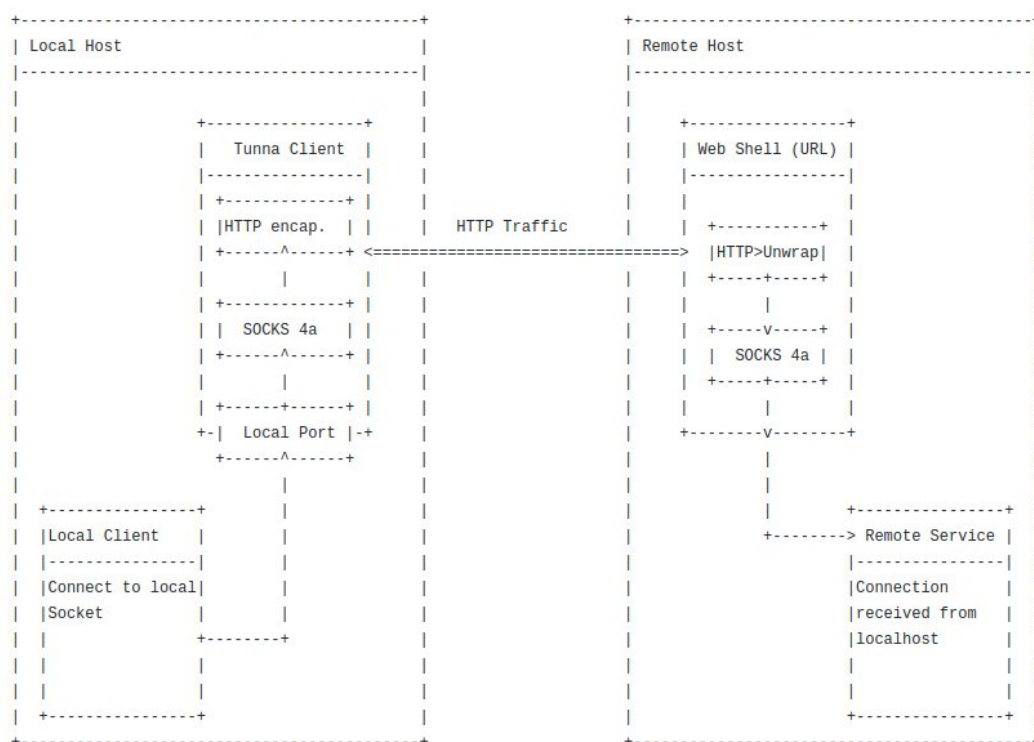 Local Host
Remote Host
Tunna Client
Web Shell (URL)
HTTP encap.
HTTP Traffic
HTTP>Unwrap
SOCKS 4a
SOCKS 4a
Local Port
Local Client
Remote Service
Connect to local
Connection
Socket
received from
localhost